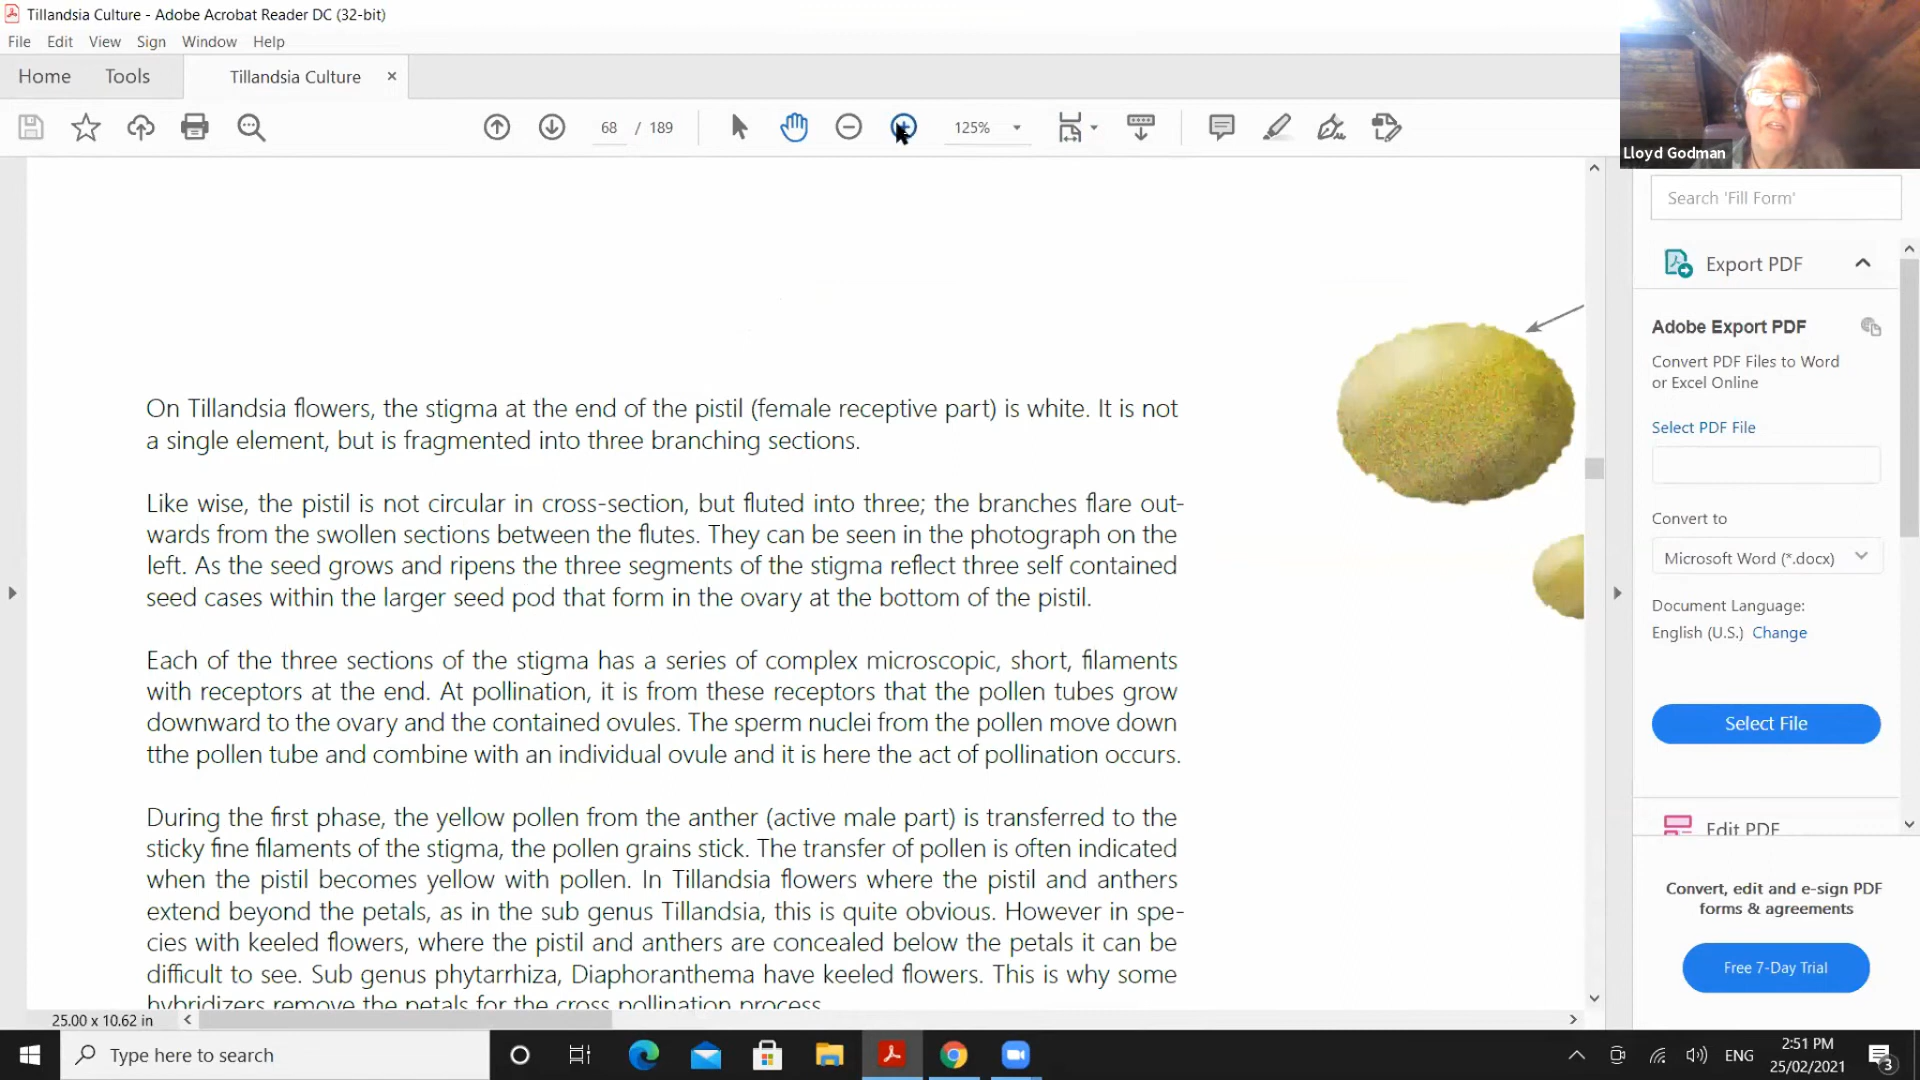 Tillandsia Culture - Adobe Acrobat Reader DC (32-bit)
File Edit View Sign Window Help
Home Tools Tillandsia Culture ×
68 / 189 125%
Lloyd Godman
Search 'Fill Form'
Export PDF
Adobe Export PDF
Convert PDF Files to Word
or Excel Online
Select PDF File
Convert to
Microsoft Word (*.docx)
Document Language:
English (U.S.) Change
Select File
Edit PDF
Convert, edit and e-sign PDF
forms & agreements
Free 7-Day Trial
On Tillandsia flowers, the stigma at the end of the pistil (female receptive part) is white. It is not
a single element, but is fragmented into three branching sections.
Like wise, the pistil is not circular in cross-section, but fluted into three; the branches flare out-
wards from the swollen sections between the flutes. They can be seen in the photograph on the
left. As the seed grows and ripens the three segments of the stigma reflect three self contained
seed cases within the larger seed pod that form in the ovary at the bottom of the pistil.
Each of the three sections of the stigma has a series of complex microscopic, short, filaments
with receptors at the end. At pollination, it is from these receptors that the pollen tubes grow
downward to the ovary and the contained ovules. The sperm nuclei from the pollen move down
tthe pollen tube and combine with an individual ovule and it is here the act of pollination occurs.
During the first phase, the yellow pollen from the anther (active male part) is transferred to the
sticky fine filaments of the stigma, the pollen grains stick. The transfer of pollen is often indicated
when the pistil becomes yellow with pollen. In Tillandsia flowers where the pistil and anthers
extend beyond the petals, as in the sub genus Tillandsia, this is quite obvious. However in spe-
cies with keeled flowers, where the pistil and anthers are concealed below the petals it can be
difficult to see. Sub genus phytarrhiza, Diaphoranthema have keeled flowers. This is why some
hybridizers remove the petals for the cross pollination process
25.00 x 10.62 in
Type here to search
ENG
2:51 PM
25/02/2021
3